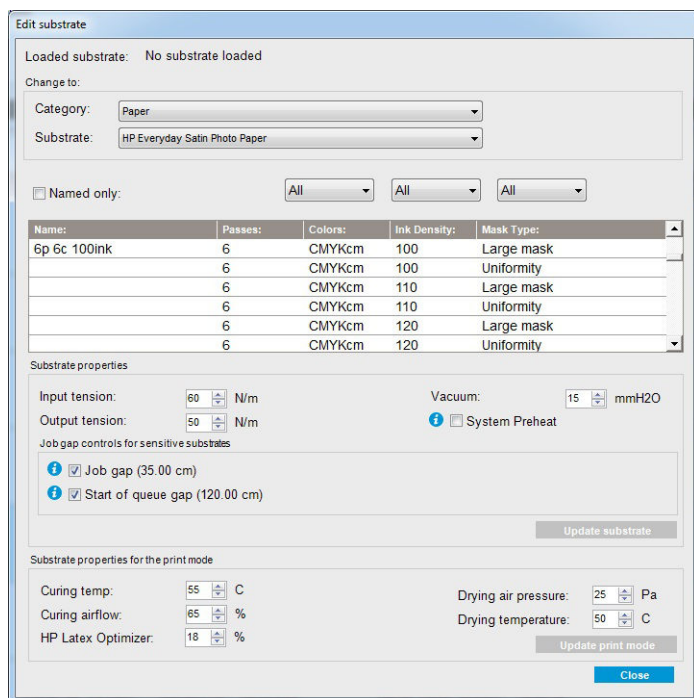 Edit substrate
Loaded substrate: No substrate loaded
Change to:
Category: Paper
Substrate: HP Everyday Satin Photo Paper
Named only: All All All
Name: Passes: Colors: Ink Density: Mask Type:
6p 6c 100ink 6 CMYKcm 100 Large mask
6 CMYKcm 100 Uniformity
6 CMYKcm 110 Large mask
6 CMYKcm 110 Uniformity
6 CMYKcm 120 Large mask
6 CMYKcm 120 Uniformity
Substrate properties
Input tension: 60 N/m Vacuum: 15 mmH2O
Output tension: 50 N/m System Preheat
Job gap controls for sensitive substrates
Job gap (35.00 cm)
Start of queue gap (120.00 cm)
Update substrate
Substrate properties for the print mode
Curing temp: 55 C Drying air pressure: 25 Pa
Curing airflow: 65 % Drying temperature: 50 C
HP Latex Optimizer: 18 % Update print mode
Close